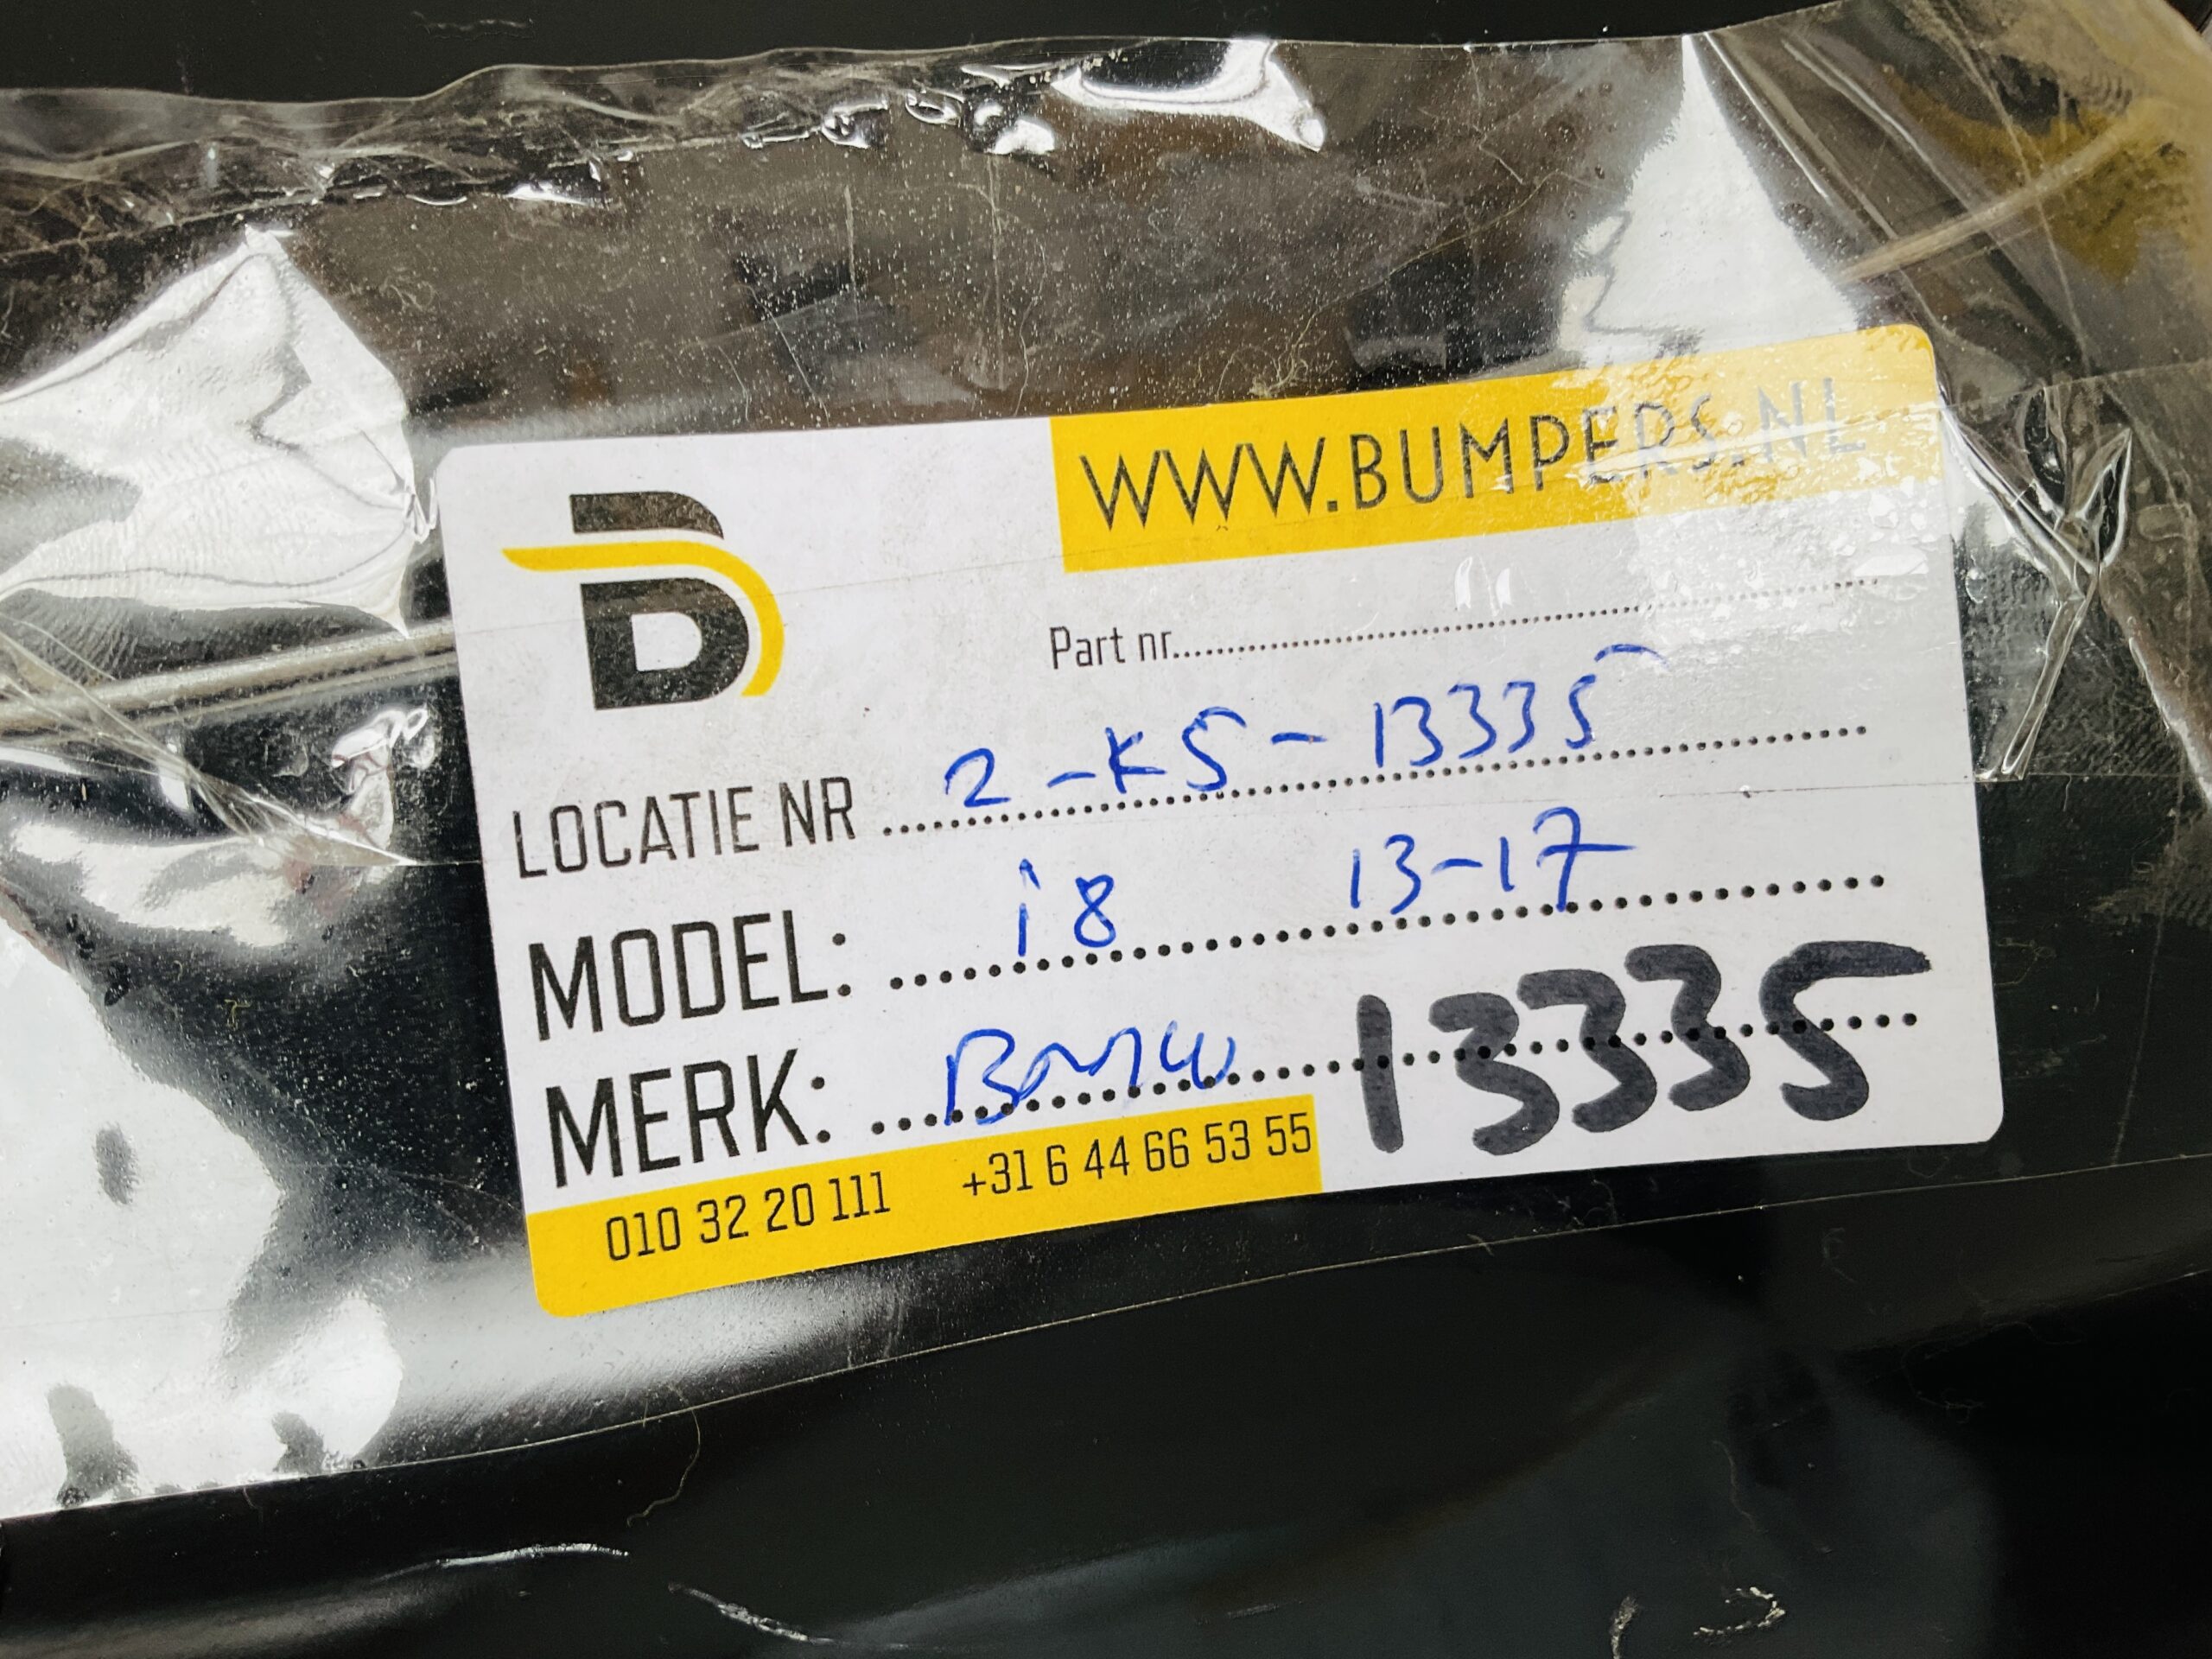 WWW.BUMPERS.NL
Part nr.....
LOCATIE NR 2-K5-13335
MODEL: i8 13-17
MERK: BMW 13335
010 32 20 111 +31 6 44 66 53 55